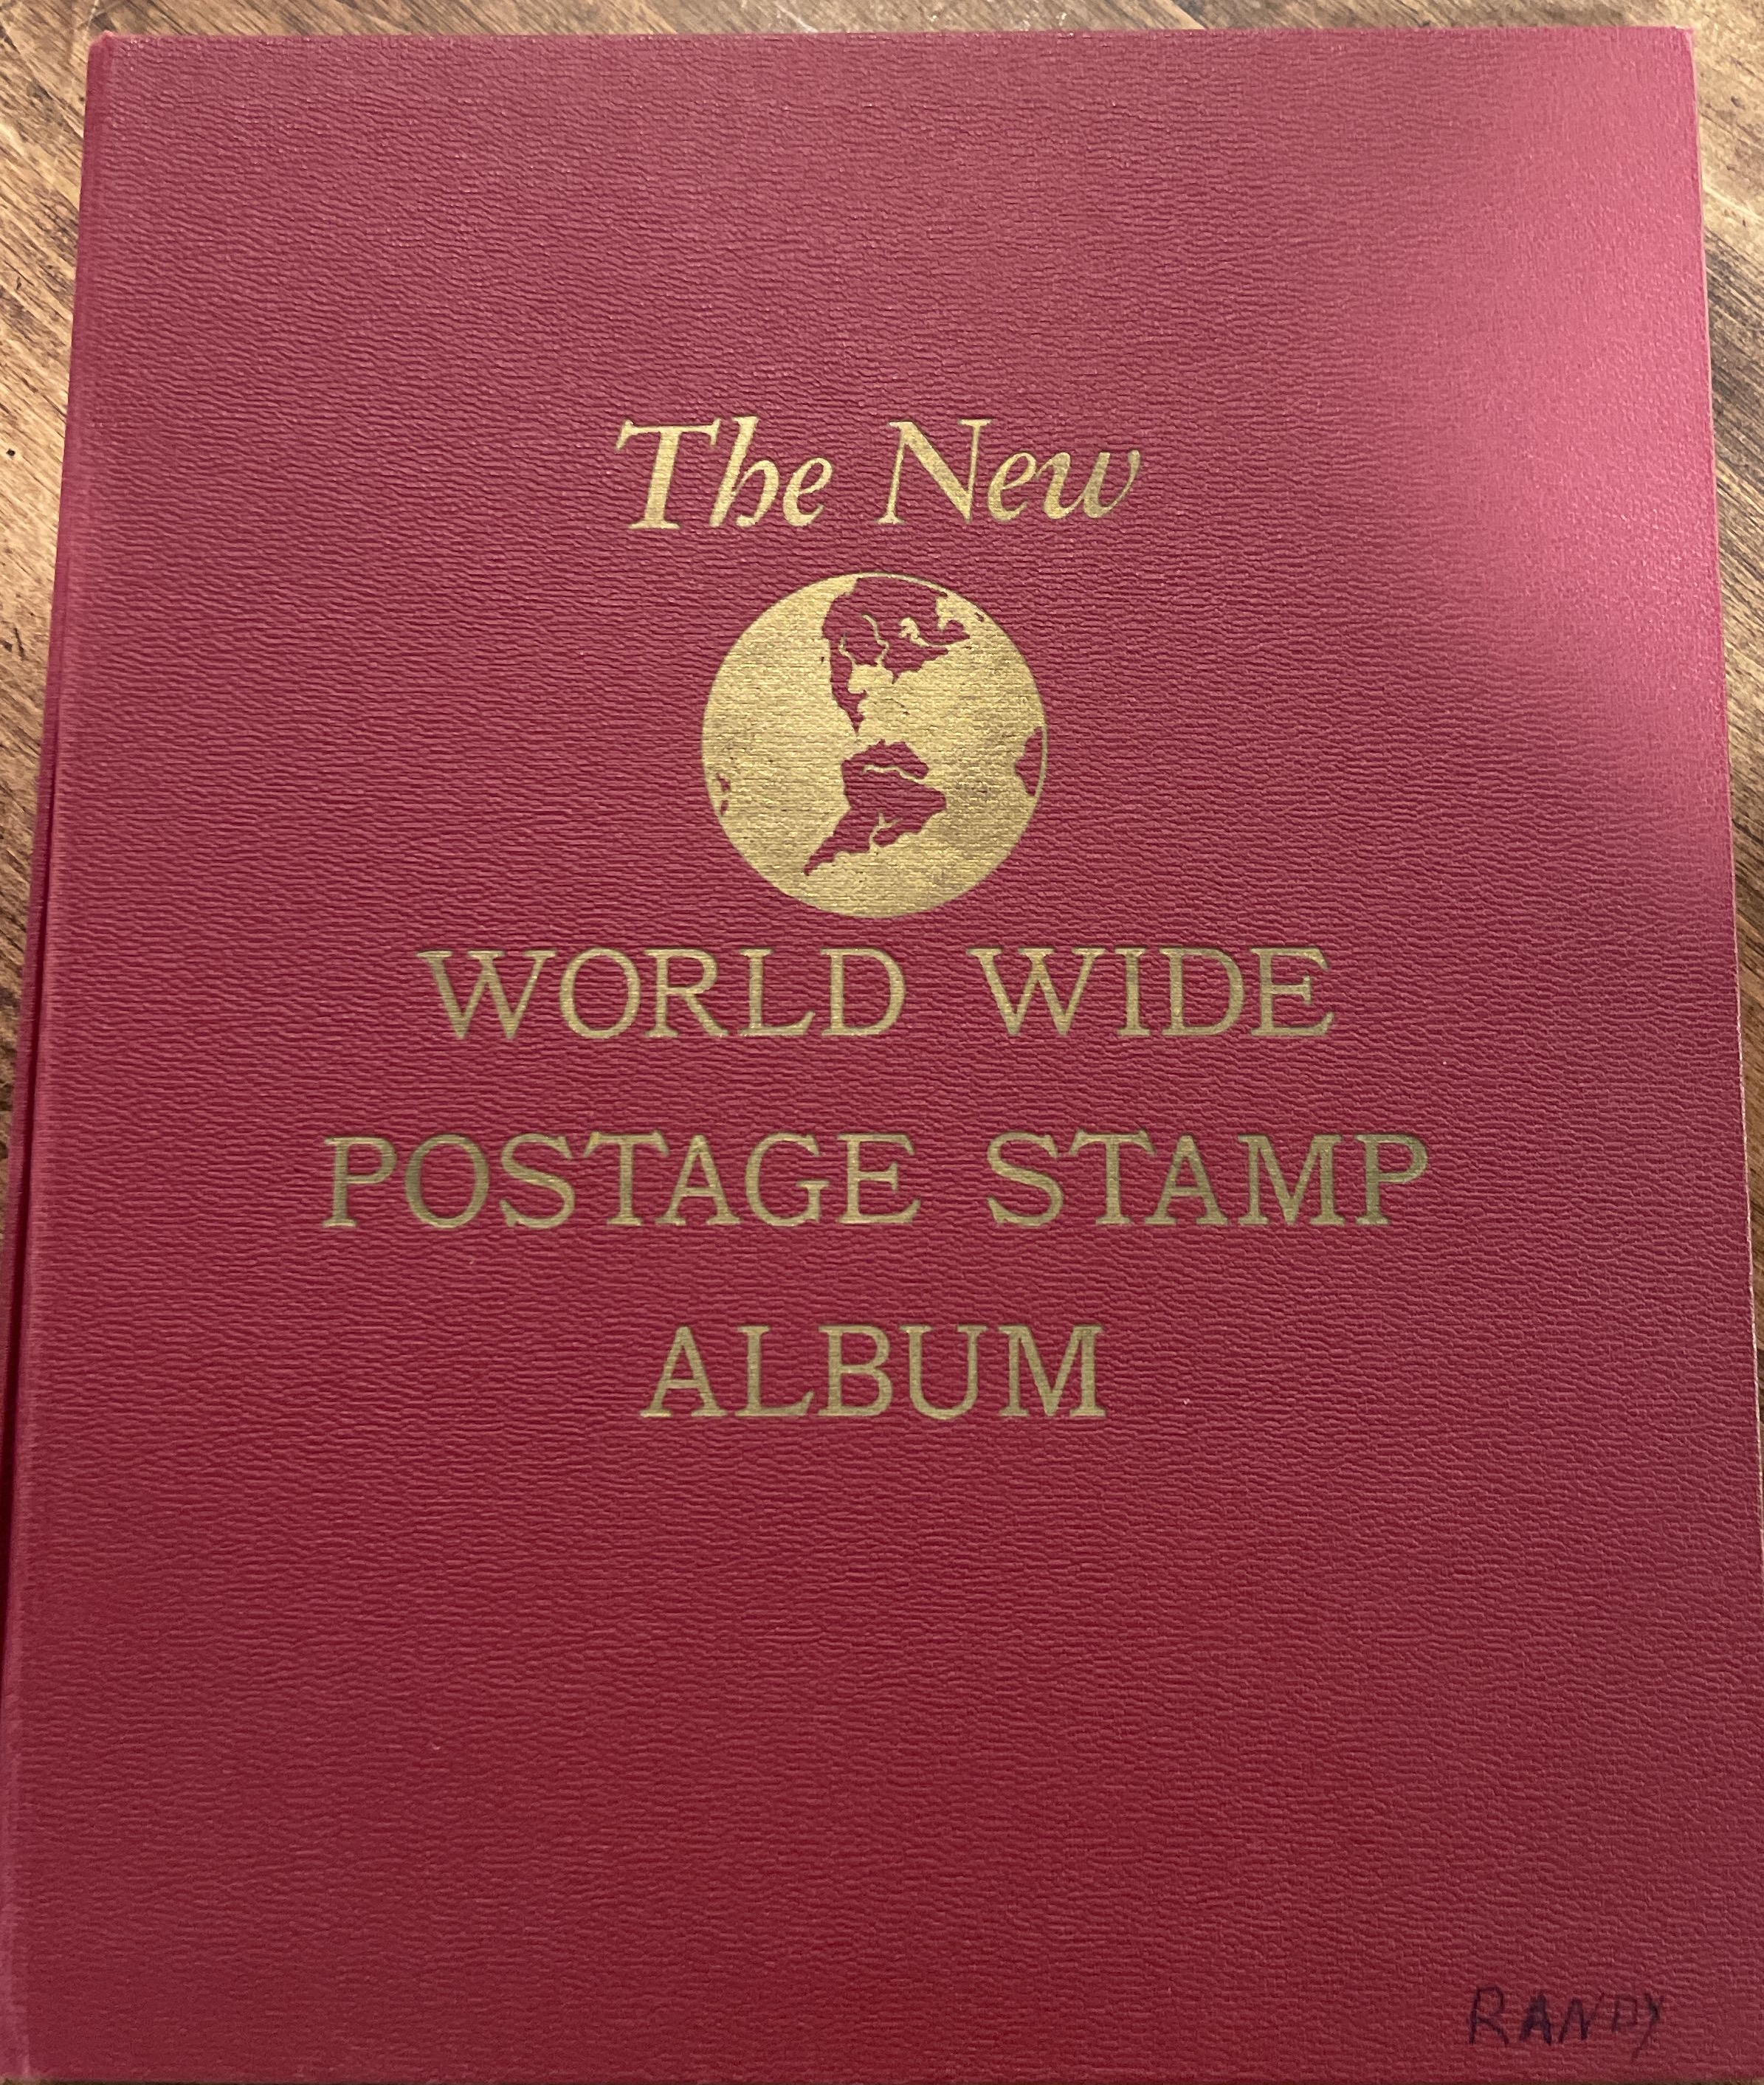 The New
WORLD WIDE
POSTAGE STAMP
ALBUM
RANDY